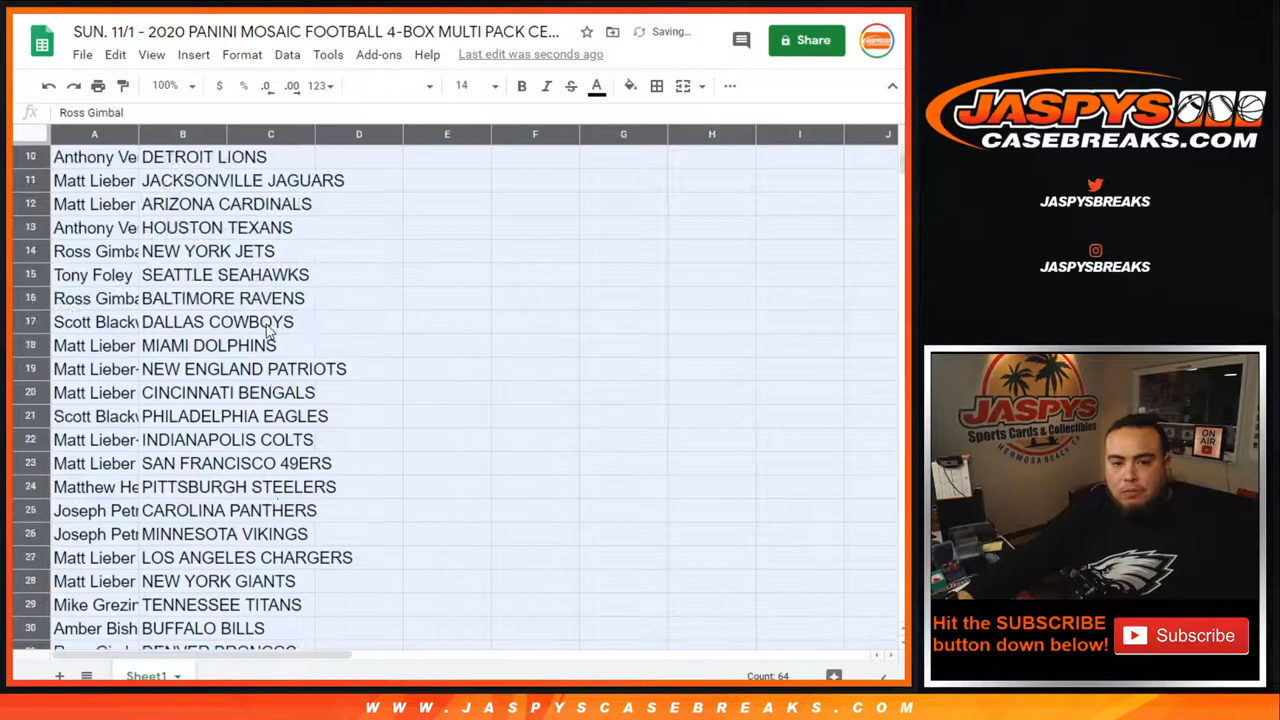 SUN. 11/1 - 2020 PANINI MOSAIC FOOTBALL 4-BOX MULTI PACK CE...
Saving...
Share
File Edit View Insert Format Data Tools Add-ons Help Last edit was seconds ago
100% $ % .0 .00 123 14 B I S A
fx Ross Gimbal
A B C D E F G H I J
10 Anthony Ve DETROIT LIONS
11 Matt Lieber JACKSONVILLE JAGUARS
12 Matt Lieber ARIZONA CARDINALS
13 Anthony Ve HOUSTON TEXANS
14 Ross Gimba NEW YORK JETS
15 Tony Foley SEATTLE SEAHAWKS
16 Ross Gimba BALTIMORE RAVENS
17 Scott Blackv DALLAS COWBOYS
18 Matt Lieber MIAMI DOLPHINS
19 Matt Lieber- NEW ENGLAND PATRIOTS
20 Matt Lieber CINCINNATI BENGALS
21 Scott Blackv PHILADELPHIA EAGLES
22 Matt Lieber- INDIANAPOLIS COLTS
23 Matt Lieber SAN FRANCISCO 49ERS
24 Matthew He PITTSBURGH STEELERS
25 Joseph Petr CAROLINA PANTHERS
26 Joseph Petr MINNESOTA VIKINGS
27 Matt Lieber LOS ANGELES CHARGERS
28 Matt Lieber NEW YORK GIANTS
29 Mike Grezin TENNESSEE TITANS
30 Amber Bish BUFFALO BILLS
DENVER BRONCOS
Sheet1
Count: 64
JASPYS
CASEBREAKS.COM
JASPYSBREAKS
JASPYSBREAKS
JASPYS
Sports Cards & Collectibles
HERMOSA BEACH CA
ON AIR
Hit the SUBSCRIBE
button down below!
Subscribe
WWW.JASPYSCASEBREAKS.COM